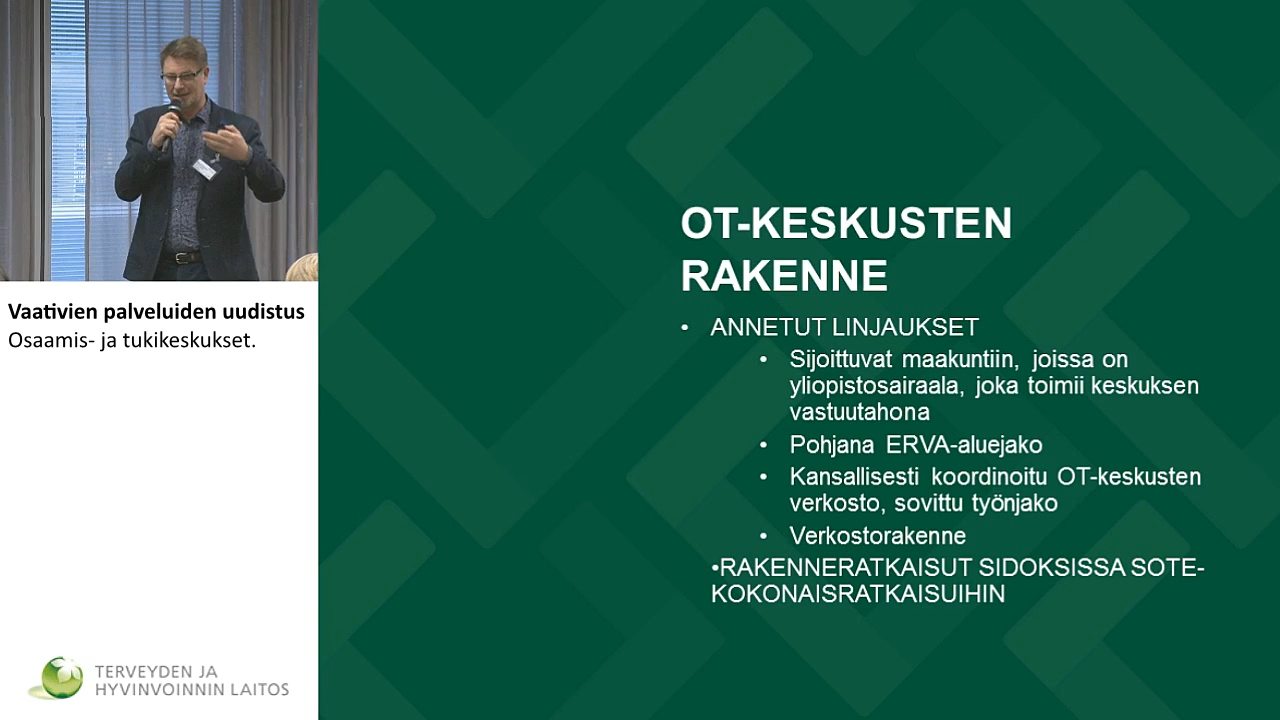 Vaativien palveluiden uudistus
Osaamis- ja tukikeskukset.
TERVEYDEN JA
HYVINVOINNIN LAITOS
OT-KESKUSTEN
RAKENNE
• ANNETUT LINJAUKSET
• Sijoittuvat maakuntiin, joissa on
yliopistosairaala, joka toimii keskuksen
vastuutahona
• Pohjana ERVA-aluejako
• Kansallisesti koordinoitu OT-keskusten
verkosto, sovittu työnjako
• Verkostorakenne
•RAKENNERATKAISUT SIDOKSISSA SOTE-
KOKONAISRATKAISUIHIN